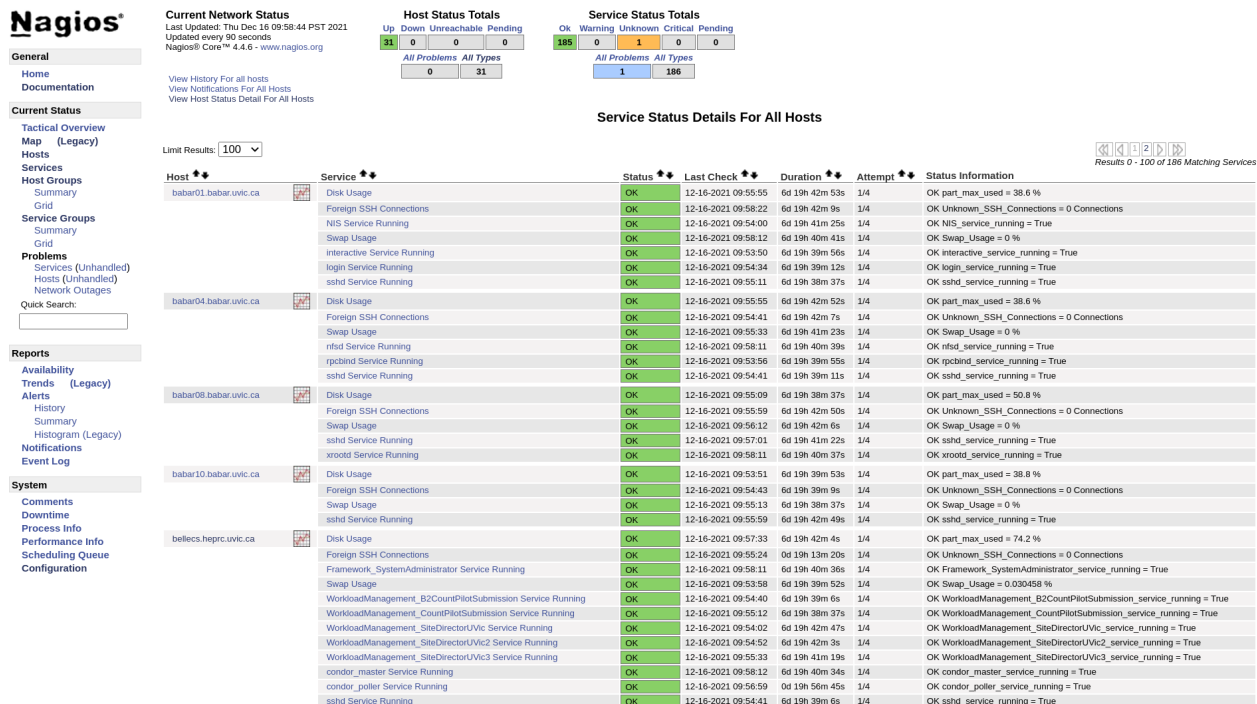 Nagios®
General
Home
Documentation
Current Status
Tactical Overview
Map (Legacy)
Hosts
Services
Host Groups
Summary
Grid
Service Groups
Summary
Grid
Problems
Services (Unhandled)
Hosts (Unhandled)
Network Outages
Quick Search:
Reports
Availability
Trends (Legacy)
Alerts
History
Summary
Histogram (Legacy)
Notifications
Event Log
System
Comments
Downtime
Process Info
Performance Info
Scheduling Queue
Configuration
Current Network Status
Last Updated: Thu Dec 16 09:58:44 PST 2021
Updated every 90 seconds
Nagios® Core™ 4.4.6 - www.nagios.org
View History For all hosts
View Notifications For All Hosts
View Host Status Detail For All Hosts
Host Status Totals
Up Down Unreachable Pending
31 0 0 0
All Problems All Types
0 31
Service Status Totals
Ok Warning Unknown Critical Pending
185 0 1 0 0
All Problems All Types
1 186
Service Status Details For All Hosts
Limit Results: 100
1 2
Results 0 - 100 of 186 Matching Services
Host Service Status Last Check Duration Attempt Status Information
babar01.babar.uvic.ca Disk Usage OK 12-16-2021 09:55:55 6d 19h 42m 53s 1/4 OK part_max_used = 38.6 %
Foreign SSH Connections OK 12-16-2021 09:58:22 6d 19h 42m 9s 1/4 OK Unknown_SSH_Connections = 0 Connections
NIS Service Running OK 12-16-2021 09:54:00 6d 19h 41m 25s 1/4 OK NIS_service_running = True
Swap Usage OK 12-16-2021 09:58:12 6d 19h 40m 41s 1/4 OK Swap_Usage = 0 %
interactive Service Running OK 12-16-2021 09:53:50 6d 19h 39m 56s 1/4 OK interactive_service_running = True
login Service Running OK 12-16-2021 09:54:34 6d 19h 39m 12s 1/4 OK login_service_running = True
sshd Service Running OK 12-16-2021 09:55:11 6d 19h 38m 37s 1/4 OK sshd_service_running = True
babar04.babar.uvic.ca Disk Usage OK 12-16-2021 09:55:55 6d 19h 42m 52s 1/4 OK part_max_used = 38.6 %
Foreign SSH Connections OK 12-16-2021 09:54:41 6d 19h 42m 7s 1/4 OK Unknown_SSH_Connections = 0 Connections
Swap Usage OK 12-16-2021 09:55:33 6d 19h 41m 23s 1/4 OK Swap_Usage = 0 %
nfsd Service Running OK 12-16-2021 09:58:11 6d 19h 40m 39s 1/4 OK nfsd_service_running = True
rpcbind Service Running OK 12-16-2021 09:53:56 6d 19h 39m 55s 1/4 OK rpcbind_service_running = True
sshd Service Running OK 12-16-2021 09:54:41 6d 19h 39m 11s 1/4 OK sshd_service_running = True
babar08.babar.uvic.ca Disk Usage OK 12-16-2021 09:55:09 6d 19h 38m 37s 1/4 OK part_max_used = 50.8 %
Foreign SSH Connections OK 12-16-2021 09:55:59 6d 19h 42m 50s 1/4 OK Unknown_SSH_Connections = 0 Connections
Swap Usage OK 12-16-2021 09:56:12 6d 19h 42m 6s 1/4 OK Swap_Usage = 0 %
sshd Service Running OK 12-16-2021 09:57:01 6d 19h 41m 22s 1/4 OK sshd_service_running = True
xrootd Service Running OK 12-16-2021 09:58:11 6d 19h 40m 37s 1/4 OK xrootd_service_running = True
babar10.babar.uvic.ca Disk Usage OK 12-16-2021 09:53:51 6d 19h 39m 53s 1/4 OK part_max_used = 38.8 %
Foreign SSH Connections OK 12-16-2021 09:54:43 6d 19h 39m 9s 1/4 OK Unknown_SSH_Connections = 0 Connections
Swap Usage OK 12-16-2021 09:55:13 6d 19h 38m 37s 1/4 OK Swap_Usage = 0 %
sshd Service Running OK 12-16-2021 09:55:59 6d 19h 42m 49s 1/4 OK sshd_service_running = True
bellecs.heprc.uvic.ca Disk Usage OK 12-16-2021 09:57:33 6d 19h 42m 4s 1/4 OK part_max_used = 74.2 %
Foreign SSH Connections OK 12-16-2021 09:55:24 0d 19h 13m 20s 1/4 OK Unknown_SSH_Connections = 0 Connections
Framework_SystemAdministrator Service Running OK 12-16-2021 09:58:11 6d 19h 40m 36s 1/4 OK Framework_SystemAdministrator_service_running = True
Swap Usage OK 12-16-2021 09:53:58 6d 19h 39m 52s 1/4 OK Swap_Usage = 0.030458 %
WorkloadManagement_B2CountPilotSubmission Service Running OK 12-16-2021 09:54:40 6d 19h 39m 6s 1/4 OK WorkloadManagement_B2CountPilotSubmission_service_running = True
WorkloadManagement_CountPilotSubmission Service Running OK 12-16-2021 09:55:12 6d 19h 38m 37s 1/4 OK WorkloadManagement_CountPilotSubmission_service_running = True
WorkloadManagement_SiteDirectorUVic Service Running OK 12-16-2021 09:54:02 6d 19h 42m 47s 1/4 OK WorkloadManagement_SiteDirectorUVic_service_running = True
WorkloadManagement_SiteDirectorUVic2 Service Running OK 12-16-2021 09:54:52 6d 19h 42m 3s 1/4 OK WorkloadManagement_SiteDirectorUVic2_service_running = True
WorkloadManagement_SiteDirectorUVic3 Service Running OK 12-16-2021 09:55:33 6d 19h 41m 19s 1/4 OK WorkloadManagement_SiteDirectorUVic3_service_running = True
condor_master Service Running OK 12-16-2021 09:58:12 6d 19h 40m 34s 1/4 OK condor_master_service_running = True
condor_poller Service Running OK 12-16-2021 09:56:59 6d 19h 56m 45s 1/4 OK condor_poller_service_running = True
sshd Service Running OK 12-16-2021 09:54:41 6d 19h 39m 6s 1/4 OK sshd_service_running = True